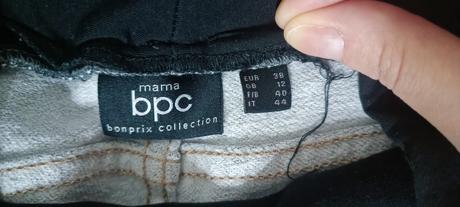 mama
bpc
bonprix collection
EUR 38
GB 12
F/B 40
IT 44